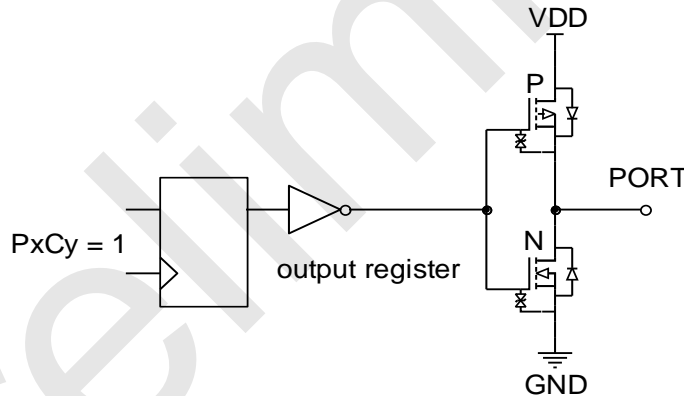 VDD
P
PORT
PxCy = 1
N
output register
GND